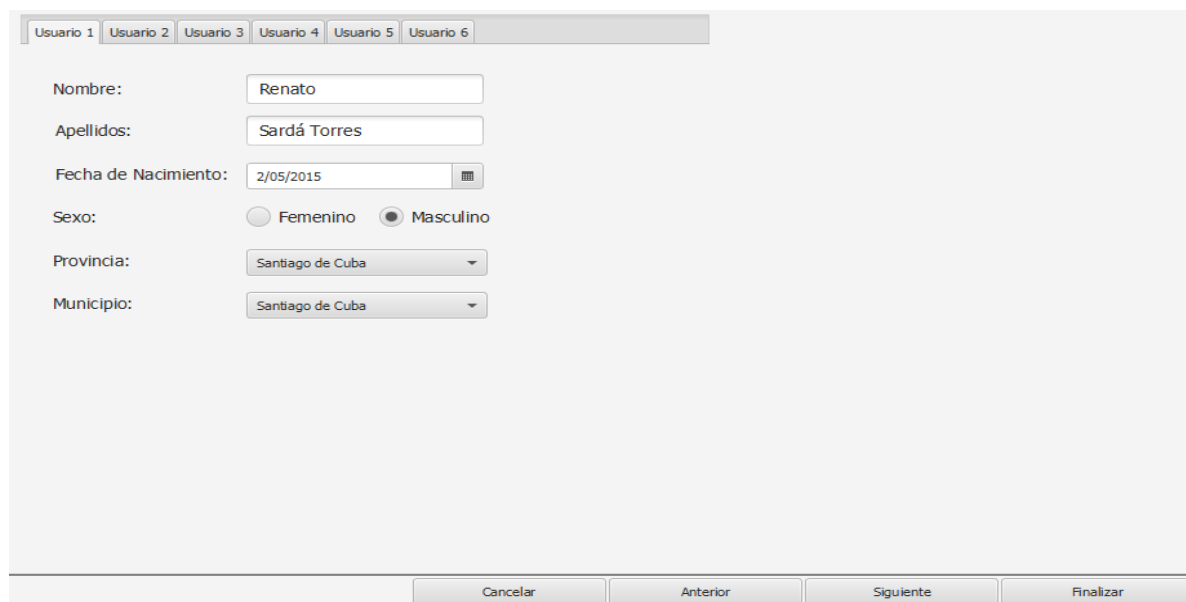 Usuario 1 Usuario 2 Usuario 3 Usuario 4 Usuario 5 Usuario 6
Nombre: Renato
Apellidos: Sardá Torres
Fecha de Nacimiento: 2/05/2015
Sexo: Femenino Masculino
Provincia: Santiago de Cuba
Municipio: Santiago de Cuba
Cancelar Anterior Siguiente Finalizar